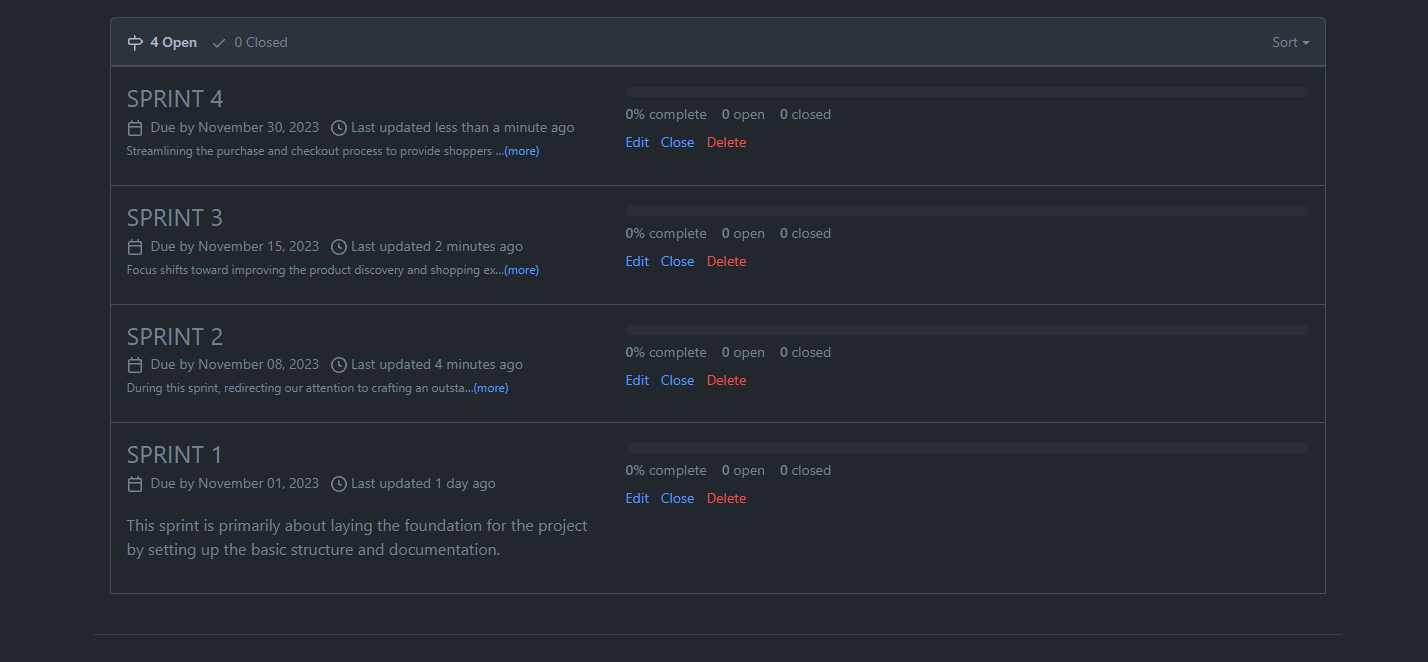 4 Open 0 Closed Sort
SPRINT 4
Due by November 30, 2023 Last updated less than a minute ago
Streamlining the purchase and checkout process to provide shoppers ...(more)
0% complete 0 open 0 closed
Edit Close Delete
SPRINT 3
Due by November 15, 2023 Last updated 2 minutes ago
Focus shifts toward improving the product discovery and shopping ex...(more)
0% complete 0 open 0 closed
Edit Close Delete
SPRINT 2
Due by November 08, 2023 Last updated 4 minutes ago
During this sprint, redirecting our attention to crafting an outsta...(more)
0% complete 0 open 0 closed
Edit Close Delete
SPRINT 1
Due by November 01, 2023 Last updated 1 day ago
This sprint is primarily about laying the foundation for the project
by setting up the basic structure and documentation.
0% complete 0 open 0 closed
Edit Close Delete